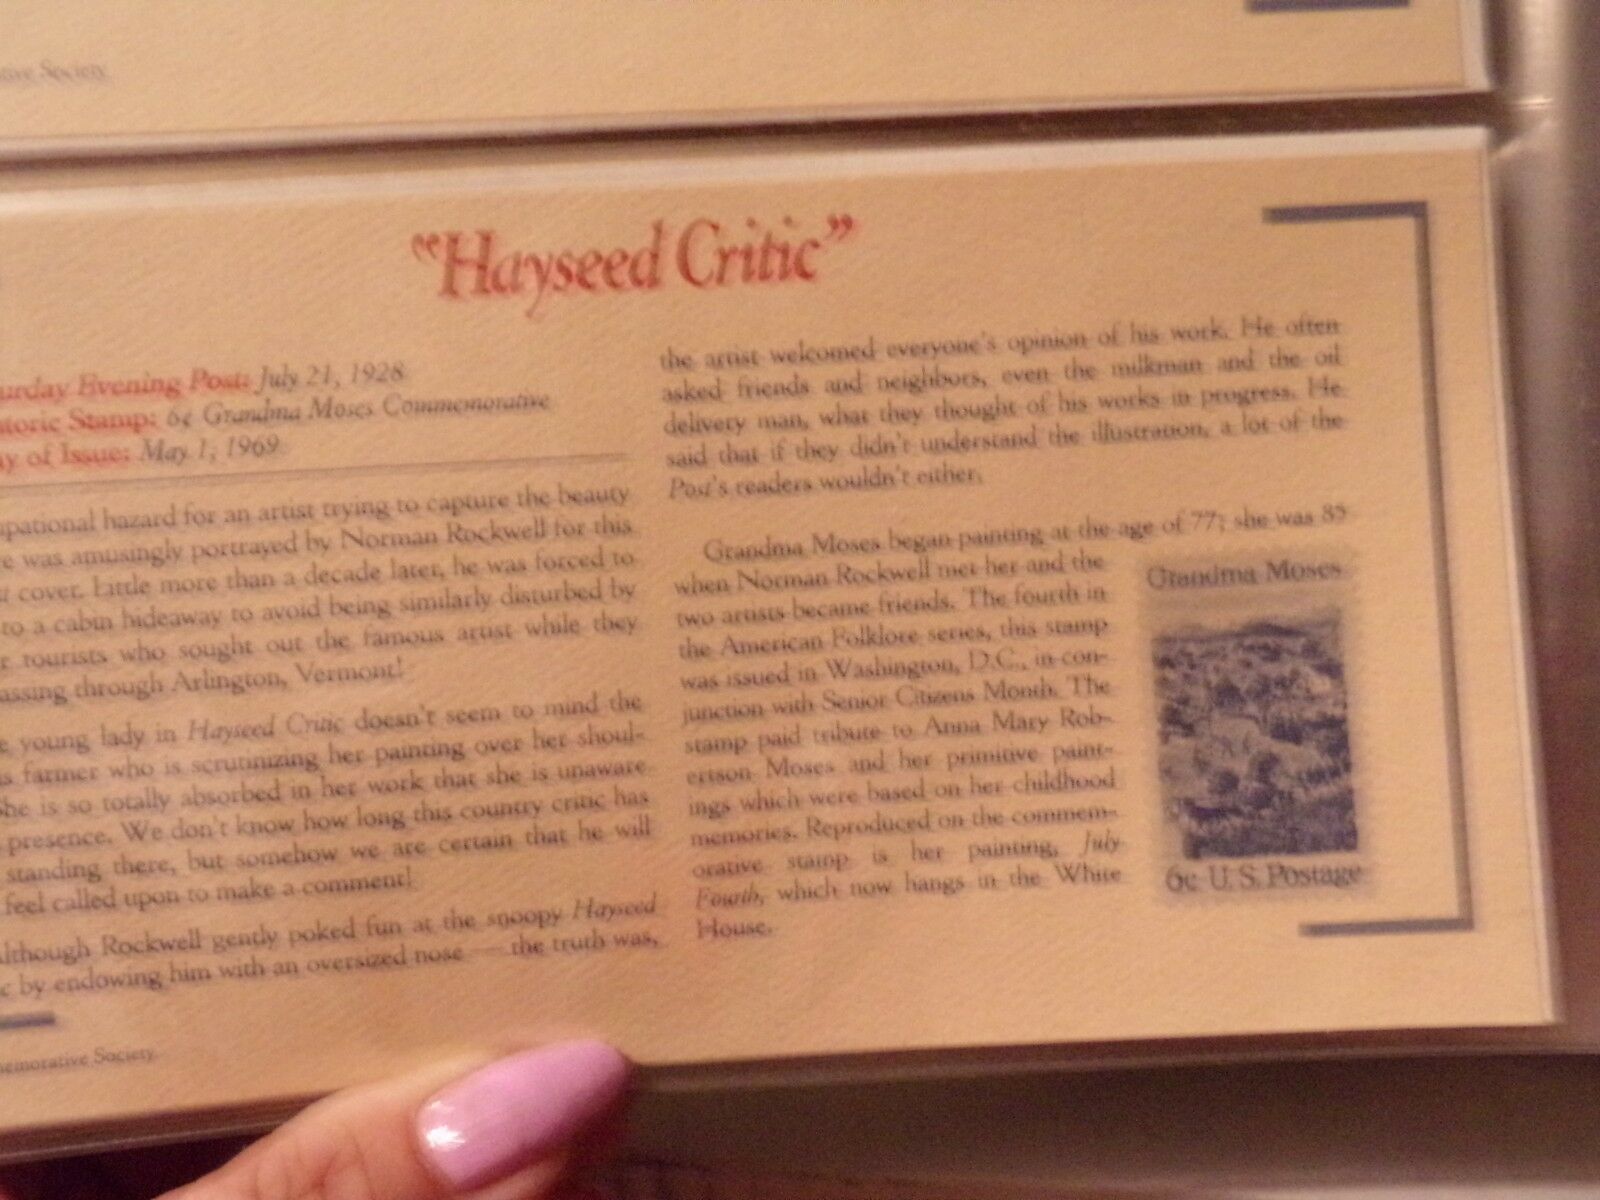 tive Society
"Hayseed Critic"
urday Evening Post: July 21, 1928
toric Stamp: 6¢ Grandma Moses Commemorative
ay of Issue: May 1, 1969
upational hazard for an artist trying to capture the beauty
e was amusingly portrayed by Norman Rockwell for this
t cover. Little more than a decade later, he was forced to
to a cabin hideaway to avoid being similarly disturbed by
r tourists who sought out the famous artist while they
assing through Arlington, Vermont!
e young lady in Hayseed Critic doesn't seem to mind the
s farmer who is scrutinizing her painting over her shoul-
She is so totally absorbed in her work that she is unaware
presence. We don't know how long this country critic has
standing there, but somehow we are certain that he will
feel called upon to make a comment!
Although Rockwell gently poked fun at the snoopy Hayseed
c by endowing him with an oversized nose — the truth was,
the artist welcomed everyone's opinion of his work. He often
asked friends and neighbors, even the milkman and the oil
delivery man, what they thought of his works in progress. He
said that if they didn't understand the illustration, a lot of the
Post's readers wouldn't either.
Grandma Moses began painting at the age of 77; she was 85
when Norman Rockwell met her and the
two artists became friends. The fourth in
the American Folklore series, this stamp
was issued in Washington, D.C., in con-
junction with Senior Citizens Month. The
stamp paid tribute to Anna Mary Rob-
ertson Moses and her primitive paint-
ings which were based on her childhood
memories. Reproduced on the commem-
orative stamp is her painting, July
Fourth, which now hangs in the White
House.
Grandma Moses
6c U.S. Postage
memorative Society